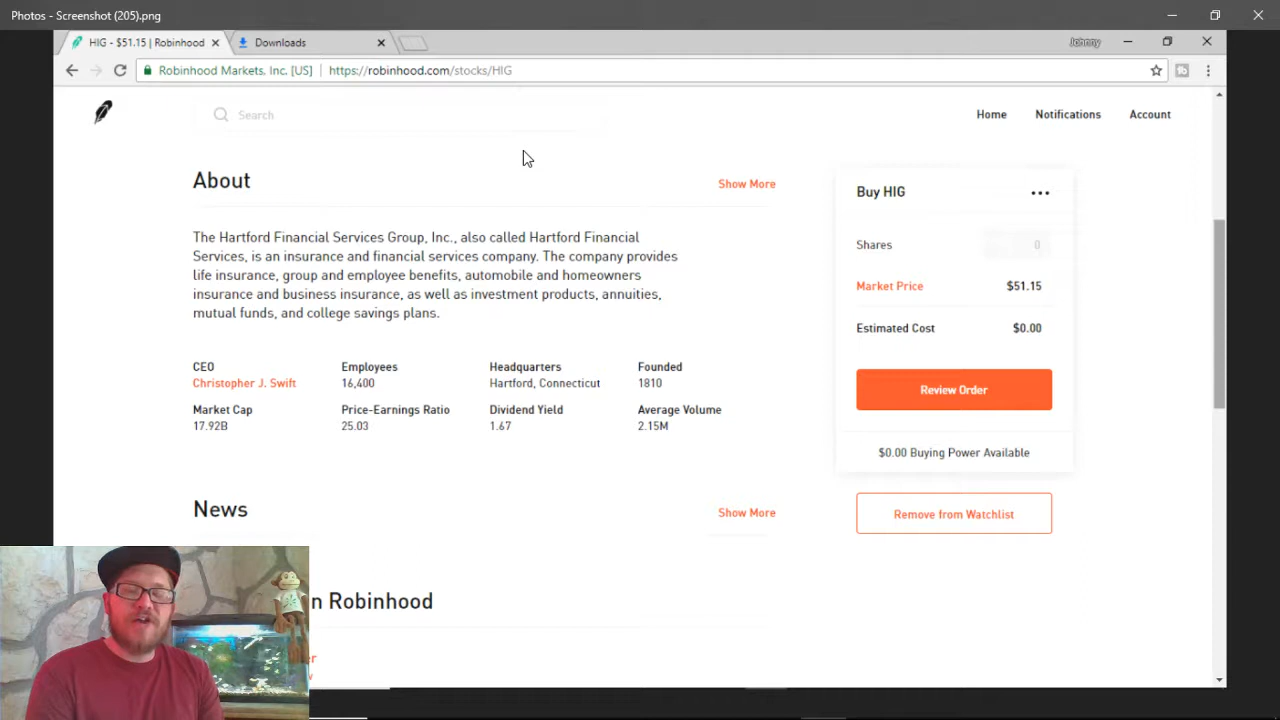 Photos - Screenshot (205).png
HIG - $51.15 | Robinhood
Downloads
Johnny
Robinhood Markets, Inc. [US]
https://robinhood.com/stocks/HIG
Search
Home
Notifications
Account
About
Show More
The Hartford Financial Services Group, Inc., also called Hartford Financial
Services, is an insurance and financial services company. The company provides
life insurance, group and employee benefits, automobile and homeowners
insurance and business insurance, as well as investment products, annuities,
mutual funds, and college savings plans.
CEO
Christopher J. Swift
Employees
16,400
Headquarters
Hartford, Connecticut
Founded
1810
Market Cap
17.92B
Price-Earnings Ratio
25.03
Dividend Yield
1.67
Average Volume
2.15M
Buy HIG
Shares 0
Market Price $51.15
Estimated Cost $0.00
Review Order
$0.00 Buying Power Available
Remove from Watchlist
News
Show More
n Robinhood